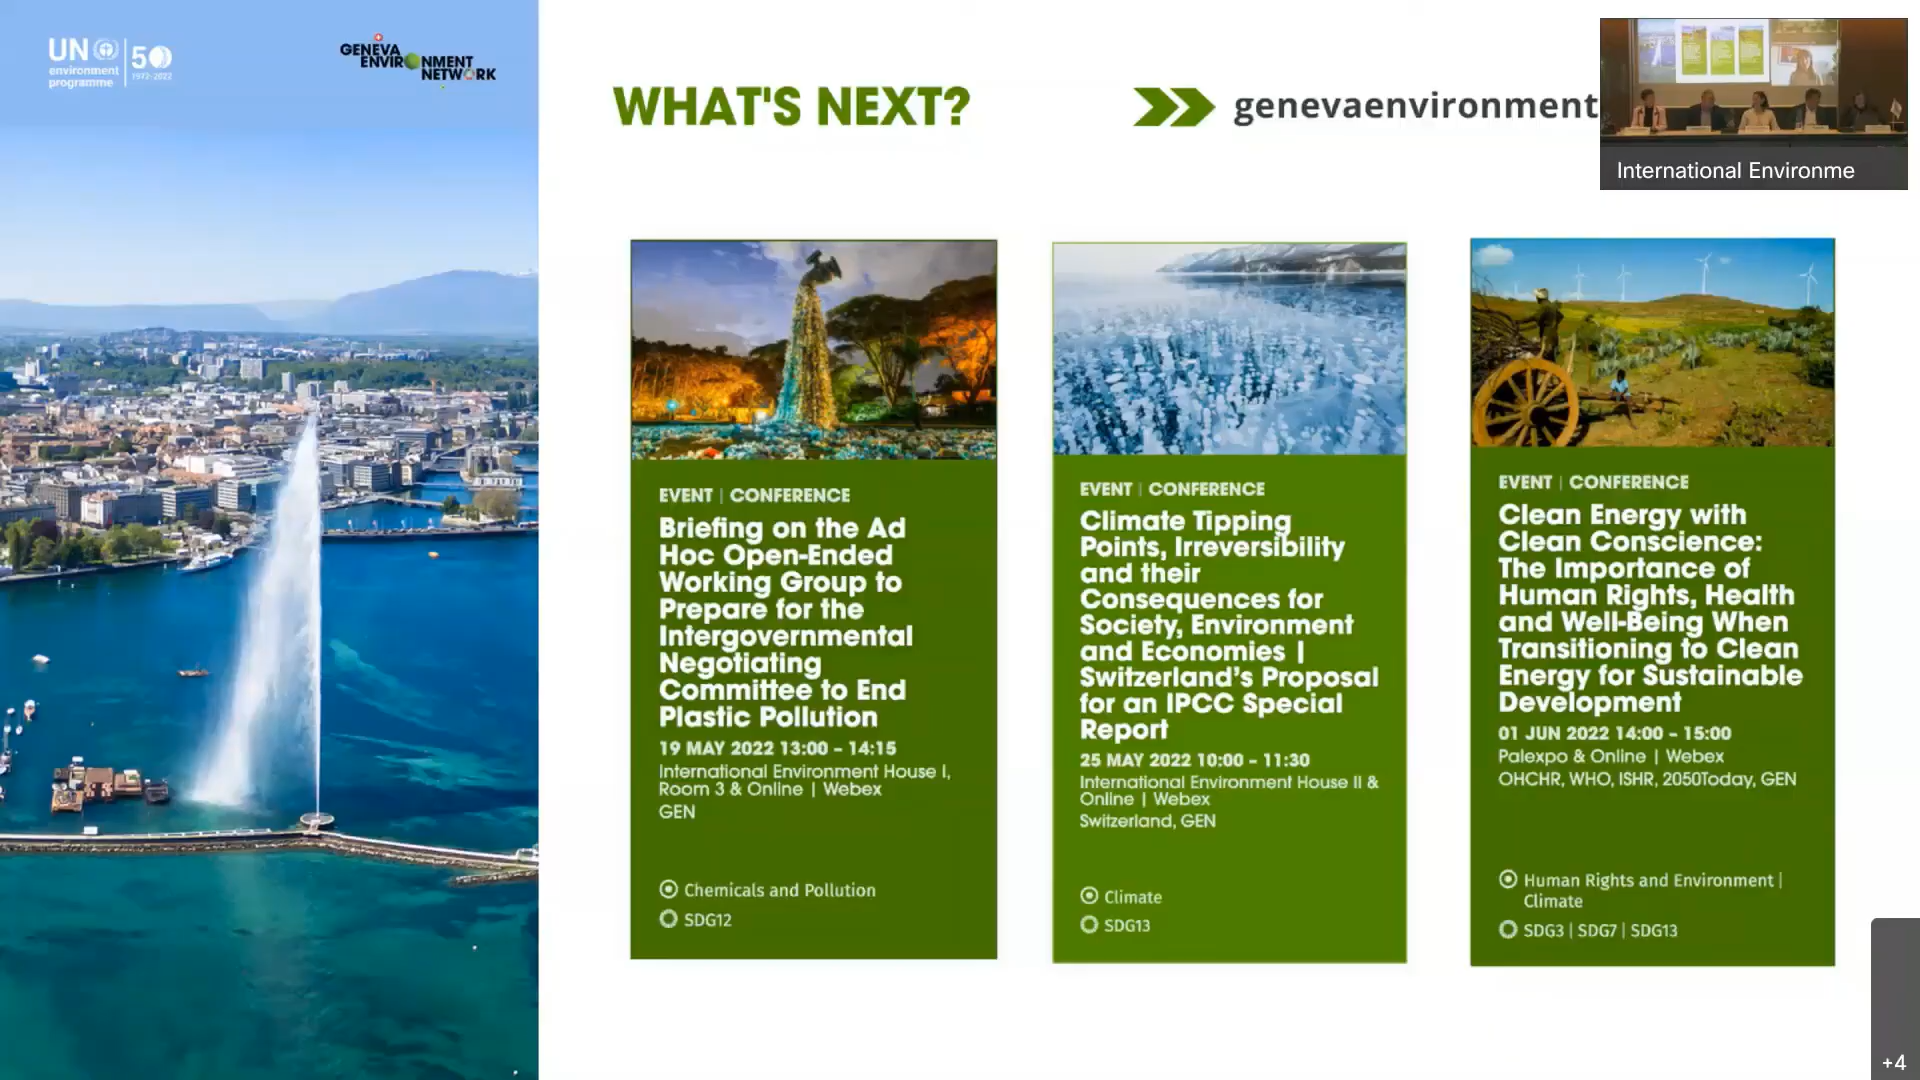 UN
environment
programme
50
1972-2022
GENEVA
ENVIRONMENT
NETWORK
WHAT'S NEXT?
genevaenvironment
International Environme
EVENT | CONFERENCE
Briefing on the Ad
Hoc Open-Ended
Working Group to
Prepare for the
Intergovernmental
Negotiating
Committee to End
Plastic Pollution
19 MAY 2022 13:00 – 14:15
International Environment House I,
Room 3 & Online | Webex
GEN
Chemicals and Pollution
SDG12
EVENT | CONFERENCE
Climate Tipping
Points, Irreversibility
and their
Consequences for
Society, Environment
and Economies |
Switzerland’s Proposal
for an IPCC Special
Report
25 MAY 2022 10:00 – 11:30
International Environment House II &
Online | Webex
Switzerland, GEN
Climate
SDG13
EVENT | CONFERENCE
Clean Energy with
Clean Conscience:
The Importance of
Human Rights, Health
and Well-Being When
Transitioning to Clean
Energy for Sustainable
Development
01 JUN 2022 14:00 – 15:00
Palexpo & Online | Webex
OHCHR, WHO, ISHR, 2050Today, GEN
Human Rights and Environment |
Climate
SDG3 | SDG7 | SDG13
+4